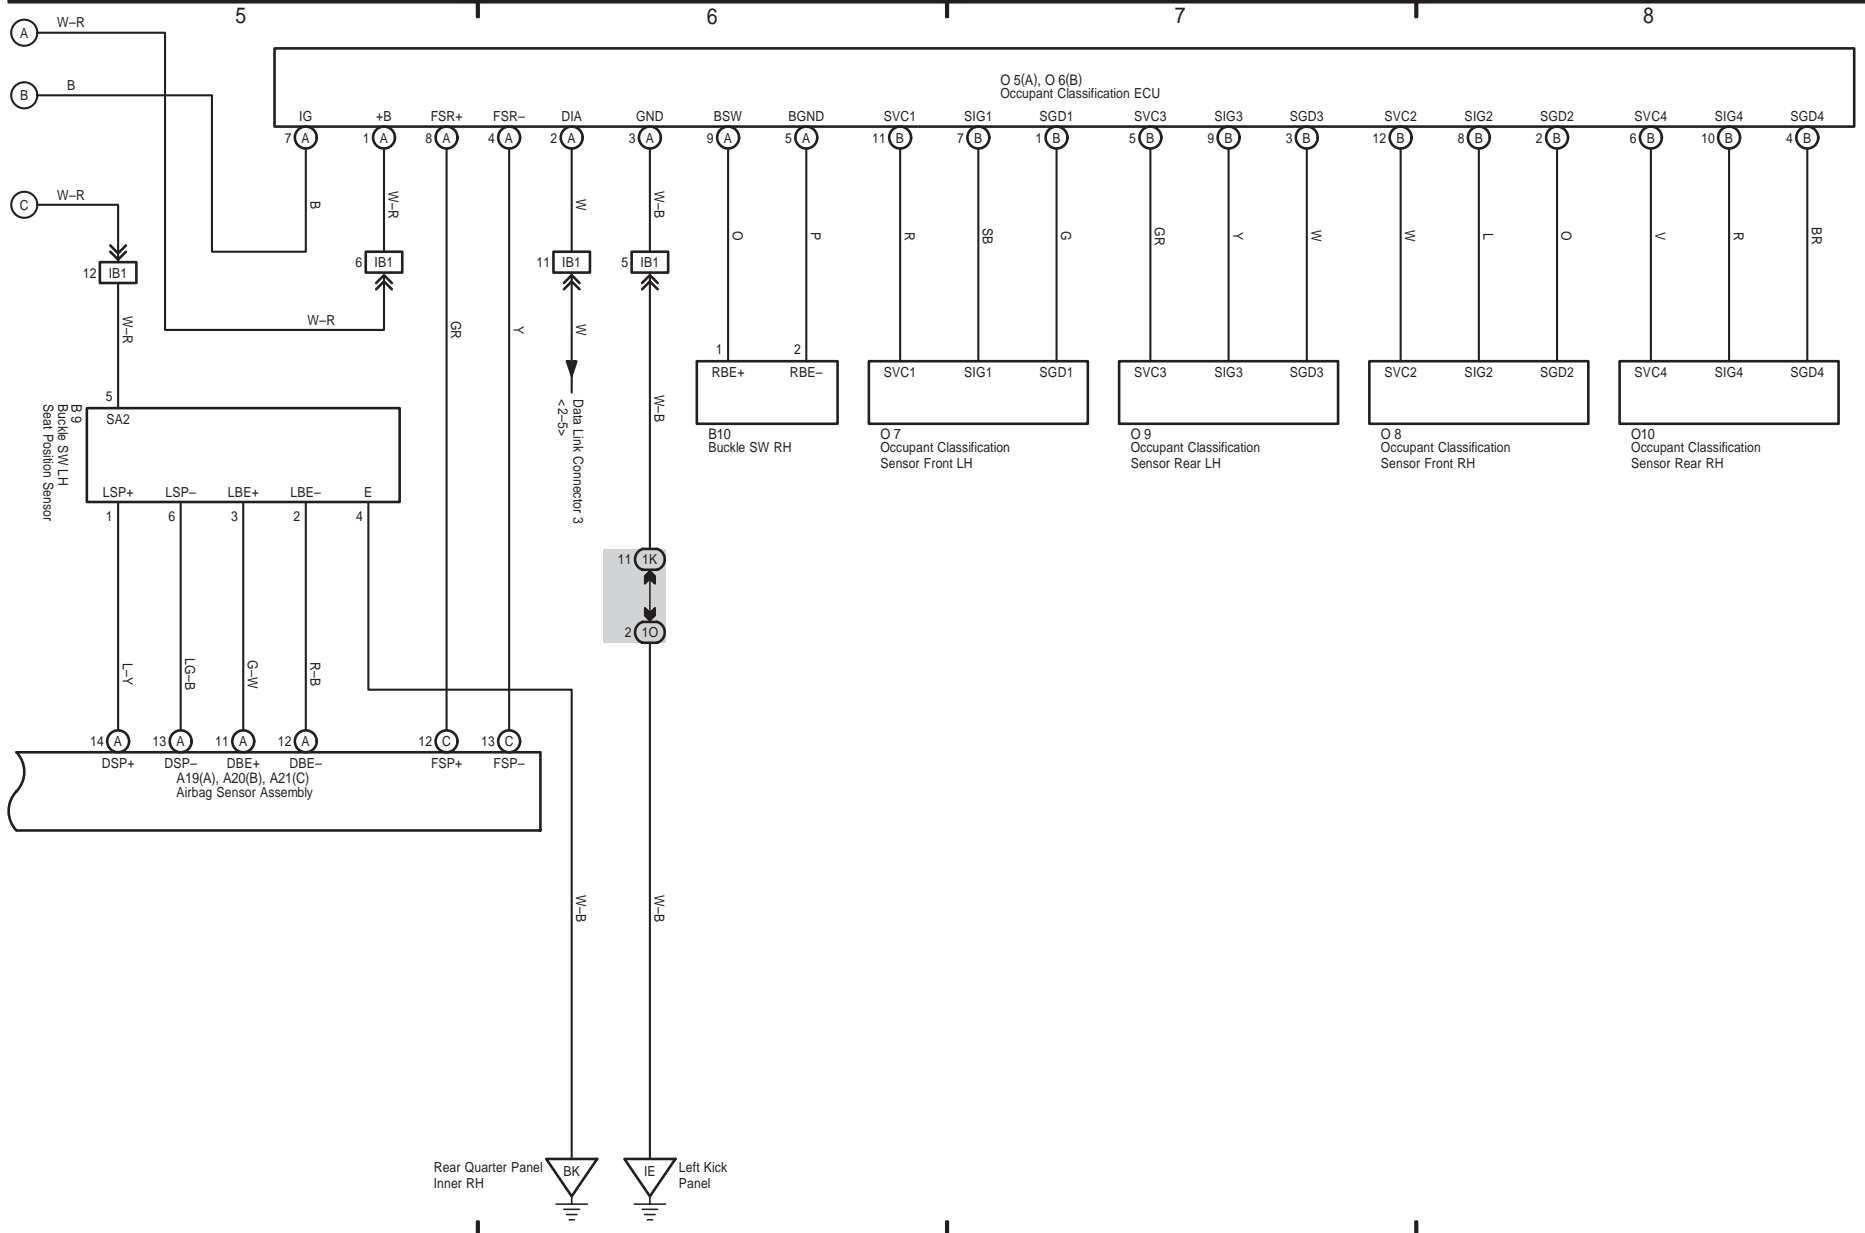 5 6 7 8
A W–R
B B
O 5(A), O 6(B)
Occupant Classification ECU
IG +B FSR+ FSR– DIA GND BSW BGND SVC1 SIG1 SGD1 SVC3 SIG3 SGD3 SVC2 SIG2 SGD2 SVC4 SIG4 SGD4
7 A 1 A 8 A 4 A 2 A 3 A 9 A 5 A 11 B 7 B 1 B 5 B 9 B 3 B 12 B 8 B 2 B 6 B 10 B 4 B
C W–R
B W–R W W–B
O P R SB G GR Y W W L O V R BR
12 IB1 6 IB1 11 IB1 5 IB1
W–R W–R GR Y W
1 2
RBE+ RBE– SVC1 SIG1 SGD1 SVC3 SIG3 SGD3 SVC2 SIG2 SGD2 SVC4 SIG4 SGD4
B10
Buckle SW RH
O 7
Occupant Classification
Sensor Front LH
O 9
Occupant Classification
Sensor Rear LH
O 8
Occupant Classification
Sensor Front RH
O10
Occupant Classification
Sensor Rear RH
5
SA2
B 9
Buckle SW LH
Seat Position Sensor
Data Link Connector 3
<2–5>
W–B
LSP+ LSP– LBE+ LBE– E
1 6 3 2 4
11 1K
2 1O
L–Y LG–B G–W R–B
14 A 13 A 11 A 12 A 12 C 13 C
DSP+ DSP– DBE+ DBE– FSP+ FSP–
A19(A), A20(B), A21(C)
Airbag Sensor Assembly
W–B W–B
Rear Quarter Panel
Inner RH
BK
IE
Left Kick
Panel